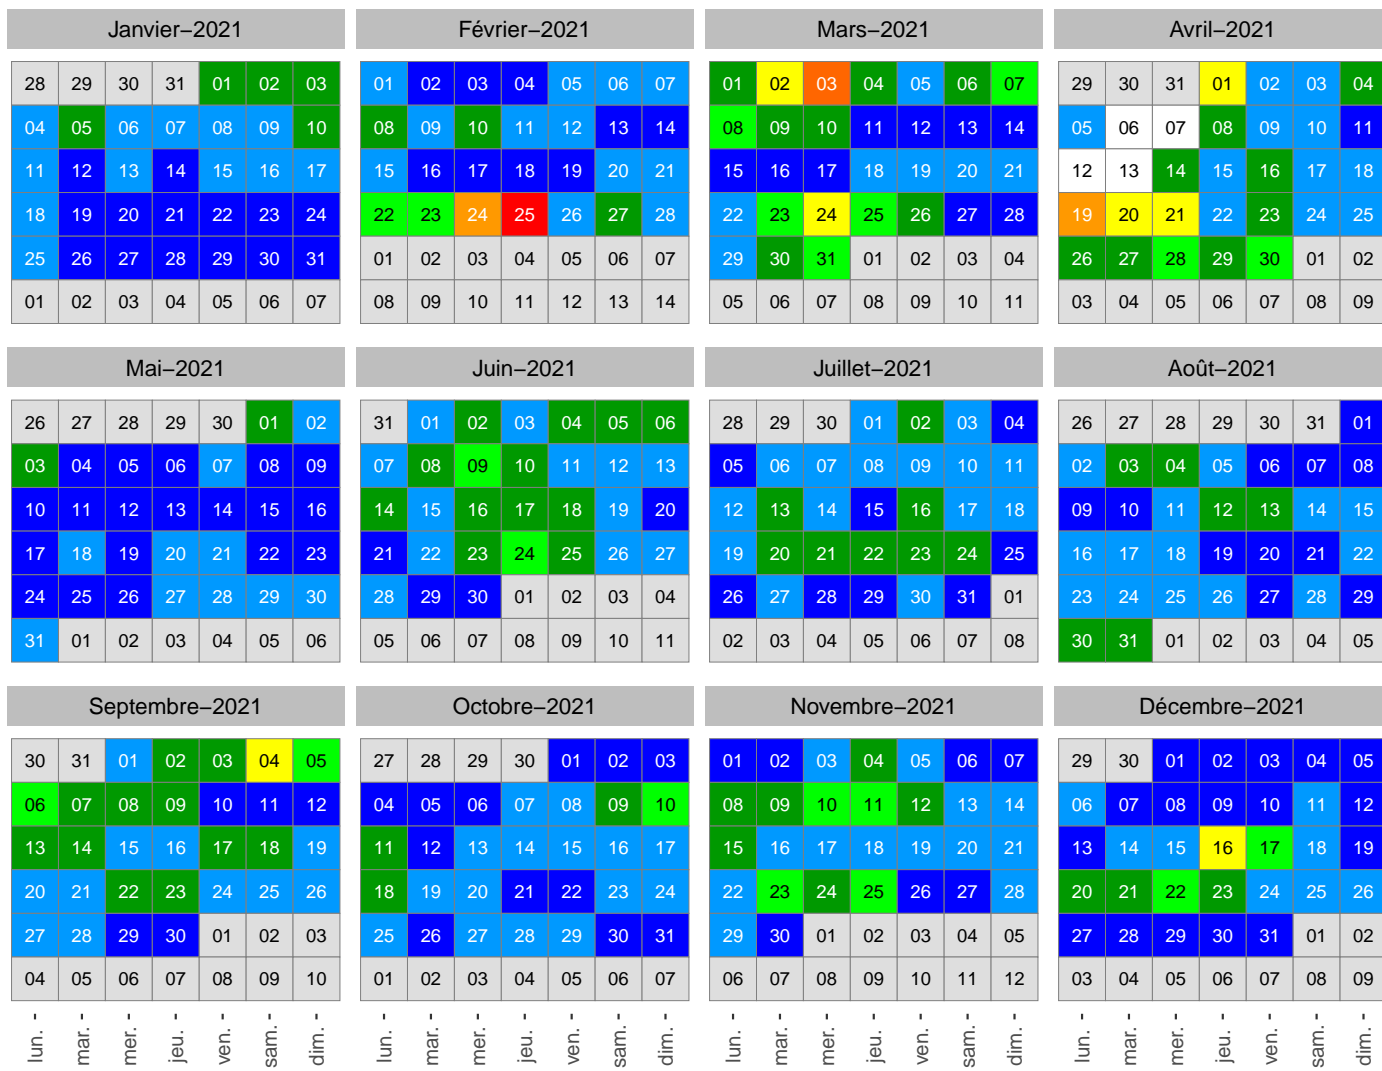 Janvier–2021 Février–2021 Mars–2021 Avril–2021
28 29 30 31 01 02 03 01 02 03 04 05 06 07 01 02 03 04 05 06 07 29 30 31 01 02 03 04
04 05 06 07 08 09 10 08 09 10 11 12 13 14 08 09 10 11 12 13 14 05 06 07 08 09 10 11
11 12 13 14 15 16 17 15 16 17 18 19 20 21 15 16 17 18 19 20 21 12 13 14 15 16 17 18
18 19 20 21 22 23 24 22 23 24 25 26 27 28 22 23 24 25 26 27 28 19 20 21 22 23 24 25
25 26 27 28 29 30 31 01 02 03 04 05 06 07 29 30 31 01 02 03 04 26 27 28 29 30 01 02
01 02 03 04 05 06 07 08 09 10 11 12 13 14 05 06 07 08 09 10 11 03 04 05 06 07 08 09
Mai–2021 Juin–2021 Juillet–2021 Août–2021
26 27 28 29 30 01 02 31 01 02 03 04 05 06 28 29 30 01 02 03 04 26 27 28 29 30 31 01
03 04 05 06 07 08 09 07 08 09 10 11 12 13 05 06 07 08 09 10 11 02 03 04 05 06 07 08
10 11 12 13 14 15 16 14 15 16 17 18 19 20 12 13 14 15 16 17 18 09 10 11 12 13 14 15
17 18 19 20 21 22 23 21 22 23 24 25 26 27 19 20 21 22 23 24 25 16 17 18 19 20 21 22
24 25 26 27 28 29 30 28 29 30 01 02 03 04 26 27 28 29 30 31 01 23 24 25 26 27 28 29
31 01 02 03 04 05 06 05 06 07 08 09 10 11 02 03 04 05 06 07 08 30 31 01 02 03 04 05
Septembre–2021 Octobre–2021 Novembre–2021 Décembre–2021
30 31 01 02 03 04 05 27 28 29 30 01 02 03 01 02 03 04 05 06 07 29 30 01 02 03 04 05
06 07 08 09 10 11 12 04 05 06 07 08 09 10 08 09 10 11 12 13 14 06 07 08 09 10 11 12
13 14 15 16 17 18 19 11 12 13 14 15 16 17 15 16 17 18 19 20 21 13 14 15 16 17 18 19
20 21 22 23 24 25 26 18 19 20 21 22 23 24 22 23 24 25 26 27 28 20 21 22 23 24 25 26
27 28 29 30 01 02 03 25 26 27 28 29 30 31 29 30 01 02 03 04 05 27 28 29 30 31 01 02
04 05 06 07 08 09 10 01 02 03 04 05 06 07 06 07 08 09 10 11 12 03 04 05 06 07 08 09
lun. mar. mer. jeu. ven. sam. dim. lun. mar. mer. jeu. ven. sam. dim. lun. mar. mer. jeu. ven. sam. dim. lun. mar. mer. jeu. ven. sam. dim.